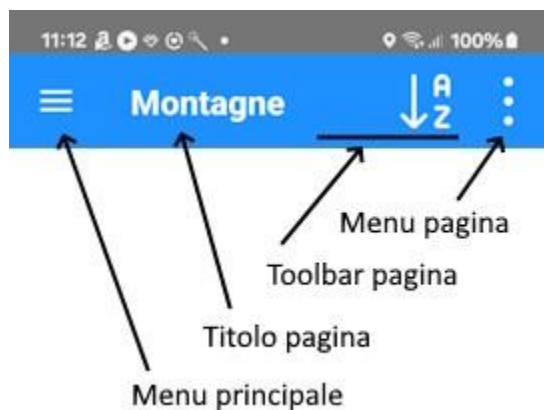 11:12 100%
Montagne A
Z
Menu pagina
Toolbar pagina
Titolo pagina
Menu principale